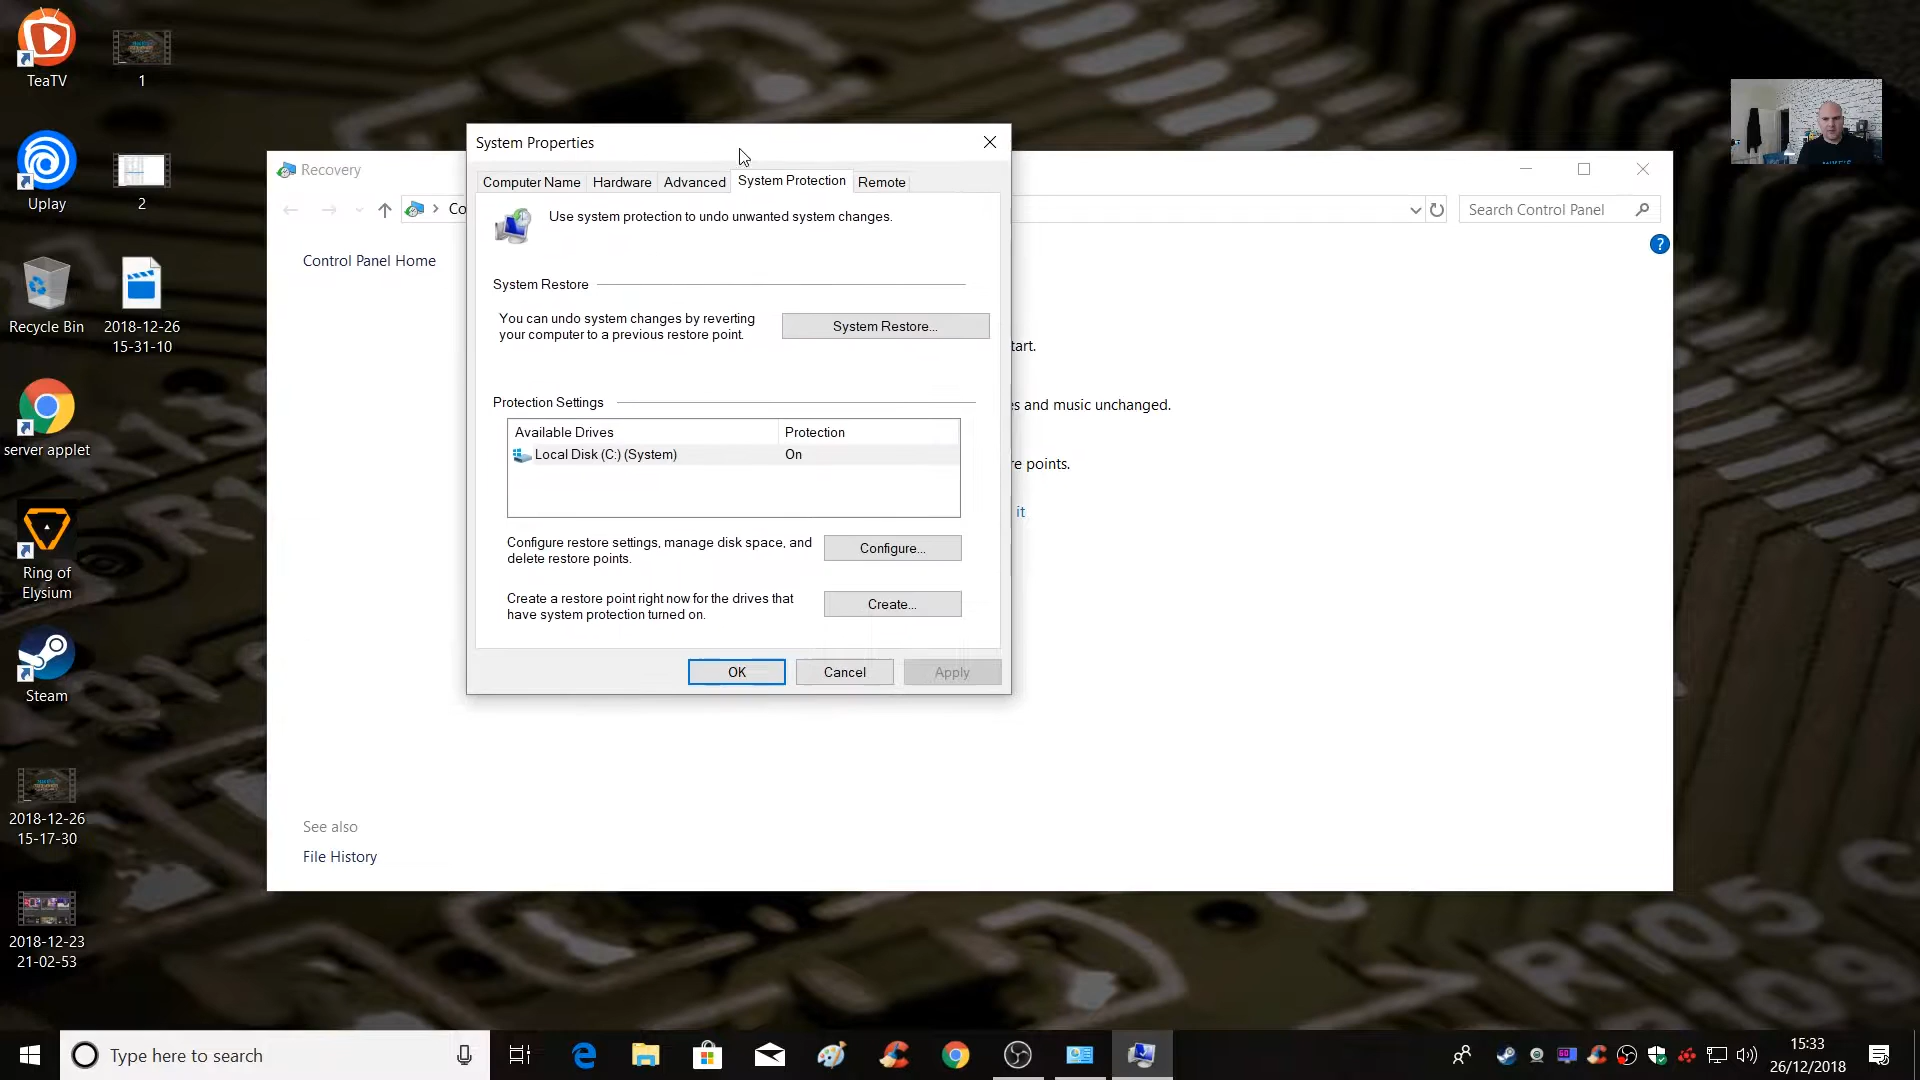 TeaTV
1
Uplay
2
Recycle Bin
2018-12-26
15-31-10
server applet
Ring of
Elysium
Steam
2018-12-26
15-17-30
2018-12-23
21-02-53
Recovery
Co
Search Control Panel
?
Control Panel Home
tart.
es and music unchanged.
re points.
it
See also
File History
System Properties
Computer Name
Hardware
Advanced
System Protection
Remote
Use system protection to undo unwanted system changes.
System Restore
You can undo system changes by reverting
your computer to a previous restore point.
System Restore...
Protection Settings
Available Drives
Protection
Local Disk (C:) (System)
On
Configure restore settings, manage disk space, and
delete restore points.
Configure...
Create a restore point right now for the drives that
have system protection turned on.
Create...
OK
Cancel
Apply
R105
109
Type here to search
15:33
26/12/2018